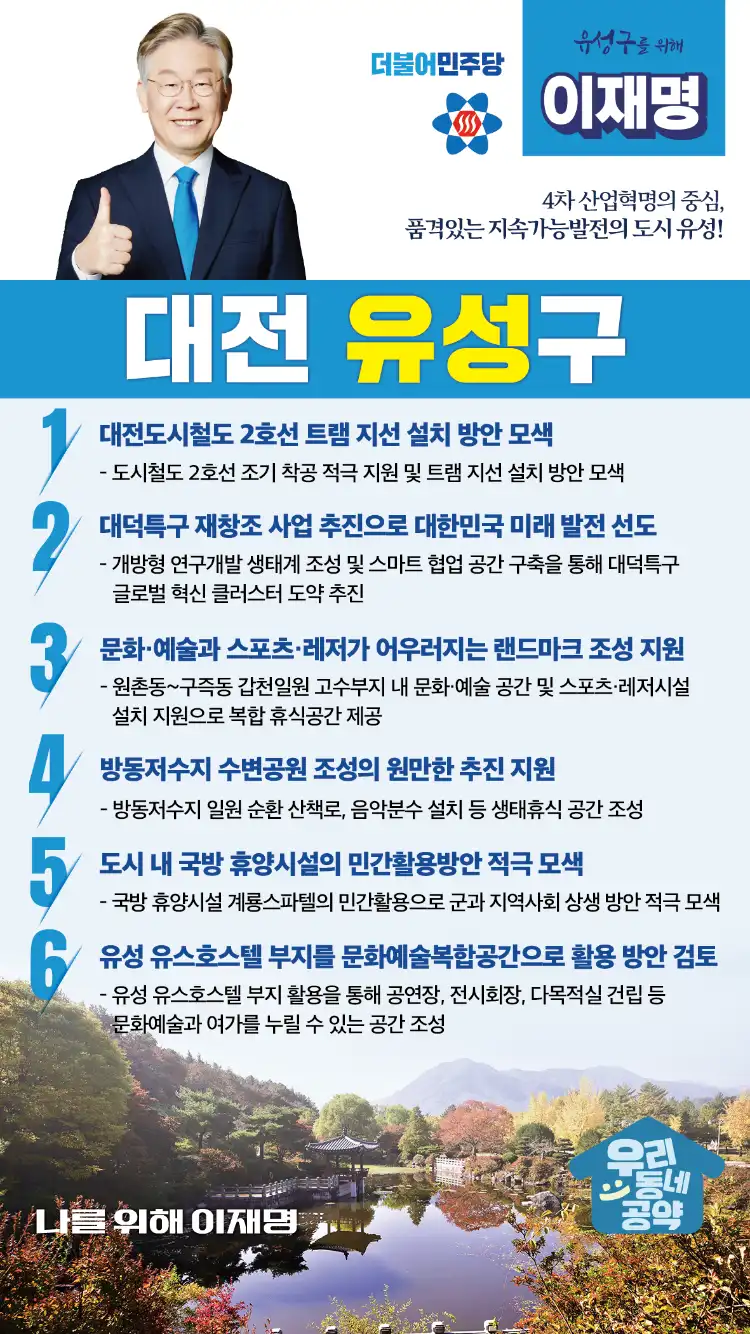 더불어민주당
유성구를 위해
이재명
4차 산업혁명의 중심,
품격있는 지속가능발전의 도시 유성!
대전 유성구
1
대전도시철도 2호선 트램 지선 설치 방안 모색
- 도시철도 2호선 조기 착공 적극 지원 및 트램 지선 설치 방안 모색
2
대덕특구 재창조 사업 추진으로 대한민국 미래 발전 선도
- 개방형 연구개발 생태계 조성 및 스마트 협업 공간 구축을 통해 대덕특구
글로벌 혁신 클러스터 도약 추진
3
문화·예술과 스포츠·레저가 어우러지는 랜드마크 조성 지원
- 원촌동~구즉동 갑천일원 고수부지 내 문화·예술 공간 및 스포츠·레저시설
설치 지원으로 복합 휴식공간 제공
4
방동저수지 수변공원 조성의 원만한 추진 지원
- 방동저수지 일원 순환 산책로, 음악분수 설치 등 생태휴식 공간 조성
5
도시 내 국방 휴양시설의 민간활용방안 적극 모색
- 국방 휴양시설 계룡스파텔의 민간활용으로 군과 지역사회 상생 방안 적극 모색
6
유성 유스호스텔 부지를 문화예술복합공간으로 활용 방안 검토
- 유성 유스호스텔 부지 활용을 통해 공연장, 전시회장, 다목적실 건립 등
문화예술과 여가를 누릴 수 있는 공간 조성
우리
동네
공약
나를 위해 이재명